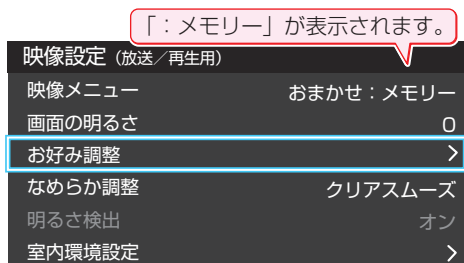 「：メモリー」が表示されます。
映像設定（放送／再生用）
映像メニュー おまかせ：メモリー
画面の明るさ 0
お好み調整
なめらか調整 クリアスムーズ
明るさ検出 オン
室内環境設定